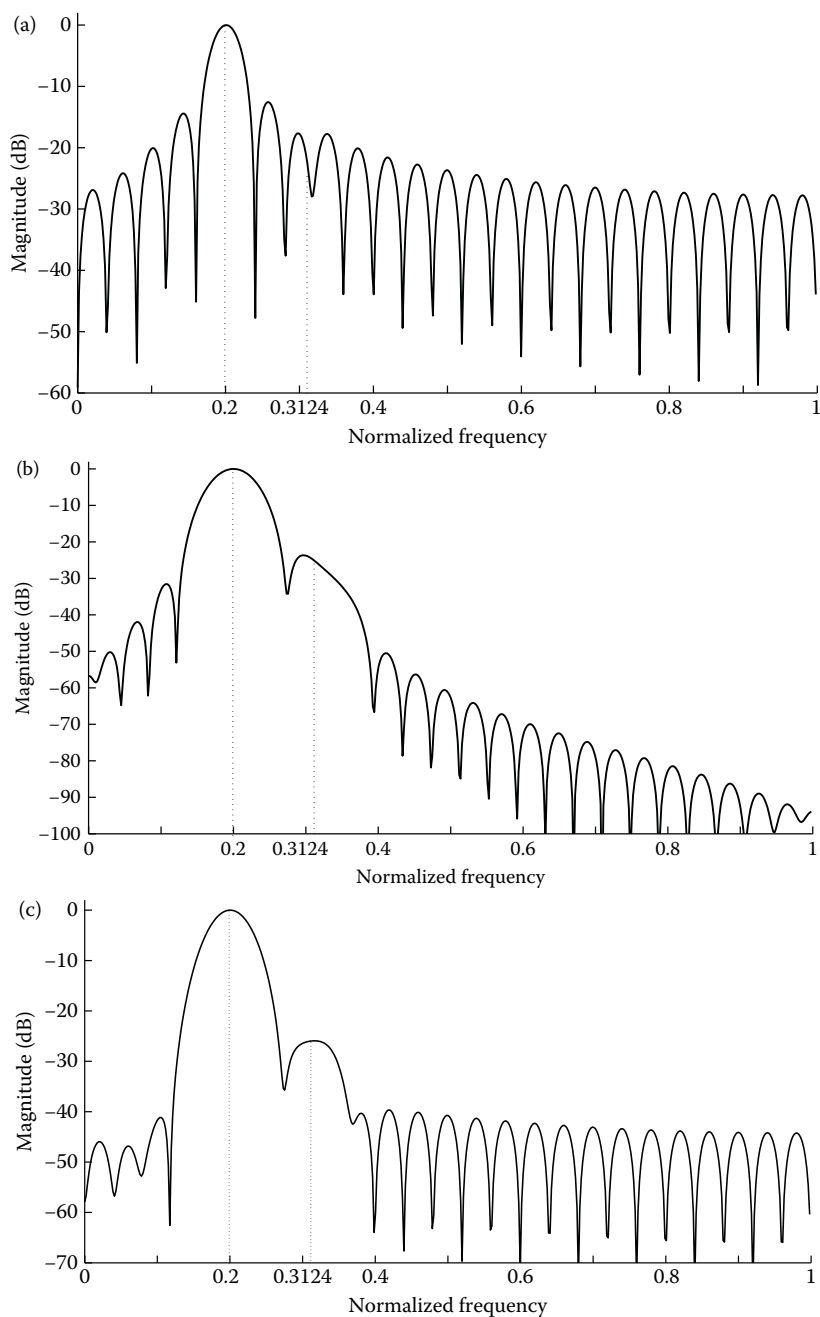 (a)
0
–10
–20
–30
–40
–50
–60
Magnitude (dB)
0 0.2 0.3124 0.4 0.6 0.8 1
Normalized frequency
(b)
0
–10
–20
–30
–40
–50
–60
–70
–80
–90
–100
Magnitude (dB)
0 0.2 0.3124 0.4 0.6 0.8 1
Normalized frequency
(c)
0
–10
–20
–30
–40
–50
–60
–70
Magnitude (dB)
0 0.2 0.3124 0.4 0.6 0.8 1
Normalized frequency